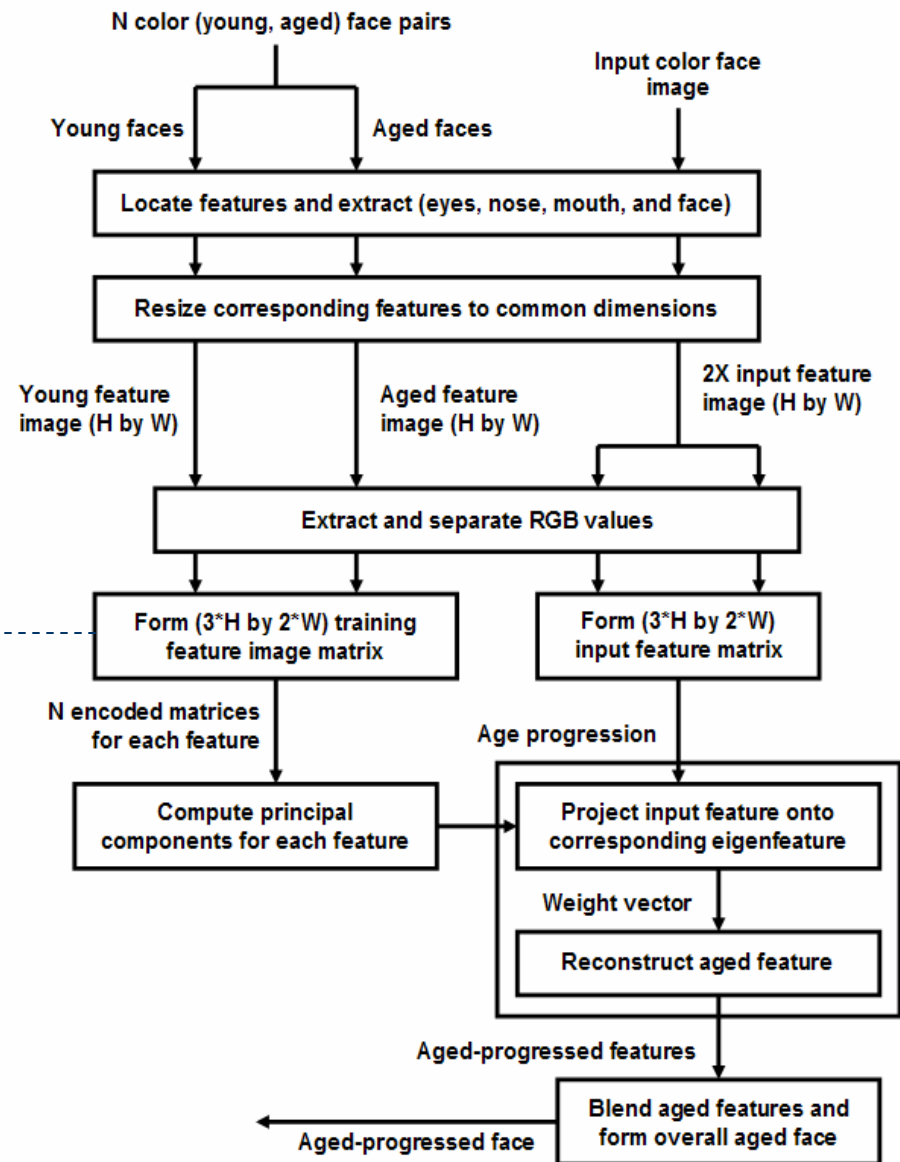 N color (young, aged) face pairs
Input color face
image
Young faces
Aged faces
Locate features and extract (eyes, nose, mouth, and face)
Resize corresponding features to common dimensions
Young feature
image (H by W)
Aged feature
image (H by W)
2X input feature
image (H by W)
Extract and separate RGB values
Form (3*H by 2*W) training
feature image matrix
Form (3*H by 2*W)
input feature matrix
N encoded matrices
for each feature
Age progression
Compute principal
components for each feature
Project input feature onto
corresponding eigenfeature
Weight vector
Reconstruct aged feature
Aged-progressed features
Blend aged features and
form overall aged face
Aged-progressed face